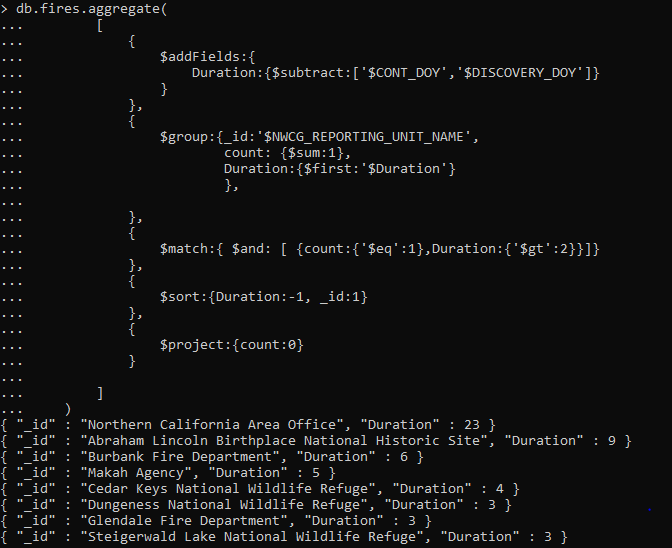 > db.fires.aggregate(
...         [
...             {
...                 $addFields:{
...                     Duration:{$subtract:['$CONT_DOY','$DISCOVERY_DOY']}
...                 }
...             },
...             {
...                 $group:{_id:'$NWCG_REPORTING_UNIT_NAME',
...                         count: {$sum:1},
...                         Duration:{$first:'$Duration'}
...                         },
...
...             },
...             {
...                 $match:{ $and: [ {count:{'$eq':1},Duration:{'$gt':2}}]}
...             },
...             {
...                 $sort:{Duration:-1, _id:1}
...             },
...             {
...                 $project:{count:0}
...             }
...
...         ]
...     )
{ "_id" : "Northern California Area Office", "Duration" : 23 }
{ "_id" : "Abraham Lincoln Birthplace National Historic Site", "Duration" : 9 }
{ "_id" : "Burbank Fire Department", "Duration" : 6 }
{ "_id" : "Makah Agency", "Duration" : 5 }
{ "_id" : "Cedar Keys National Wildlife Refuge", "Duration" : 4 }
{ "_id" : "Dungeness National Wildlife Refuge", "Duration" : 3 }
{ "_id" : "Glendale Fire Department", "Duration" : 3 }
{ "_id" : "Steigerwald Lake National Wildlife Refuge", "Duration" : 3 }